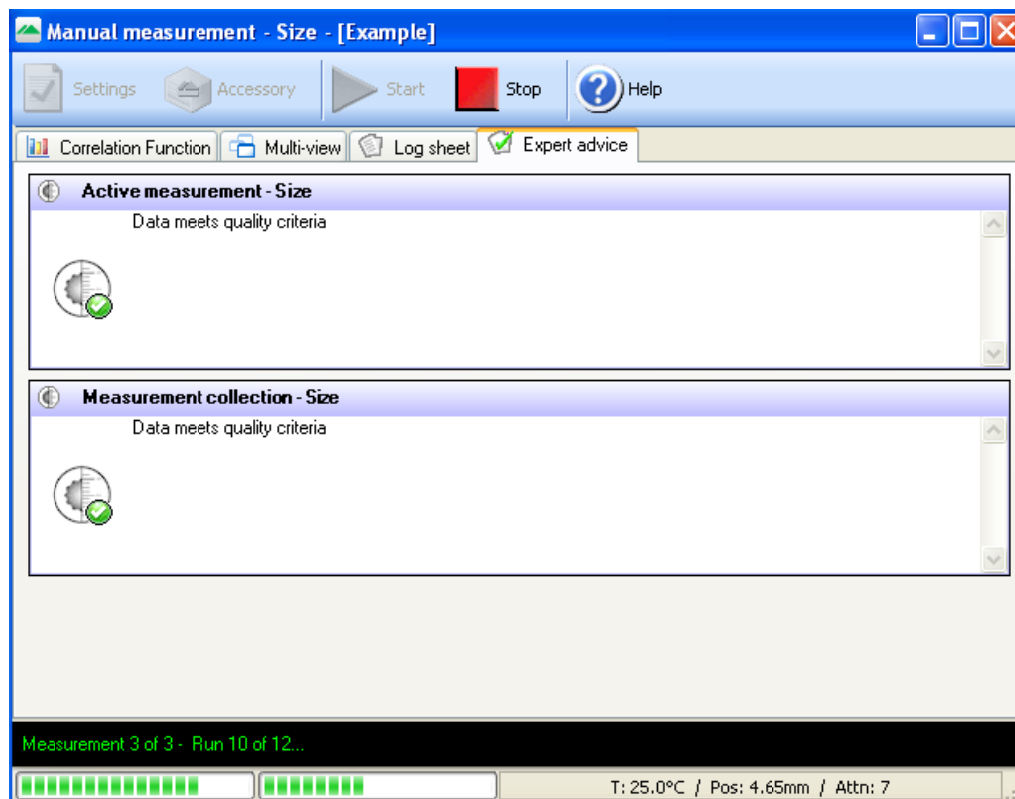 Manual measurement - Size - [Example]
Settings Accessory Start Stop Help
Correlation Function Multi-view Log sheet Expert advice
Active measurement - Size
Data meets quality criteria
Measurement collection - Size
Data meets quality criteria
Measurement 3 of 3 - Run 10 of 12...
T: 25.0°C / Pos: 4.65mm / Attn: 7